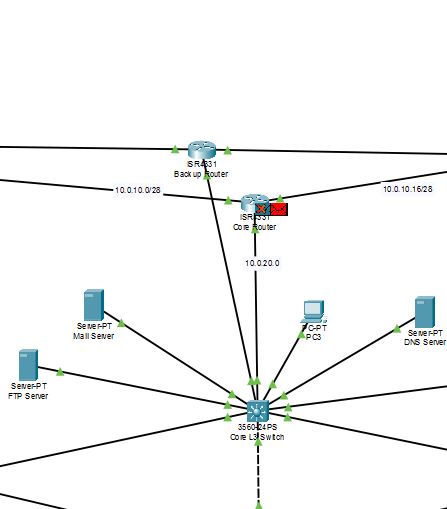 ISR4331
Backup Router
10.0.10.0/28
10.0.10.16/28
ISR4331
Core Router
10.0.20.0
Server-PT
Mail Server
PC-PT
PC3
Server-PT
DNS Server
Server-PT
FTP Server
3560-24PS
Core L3 Switch